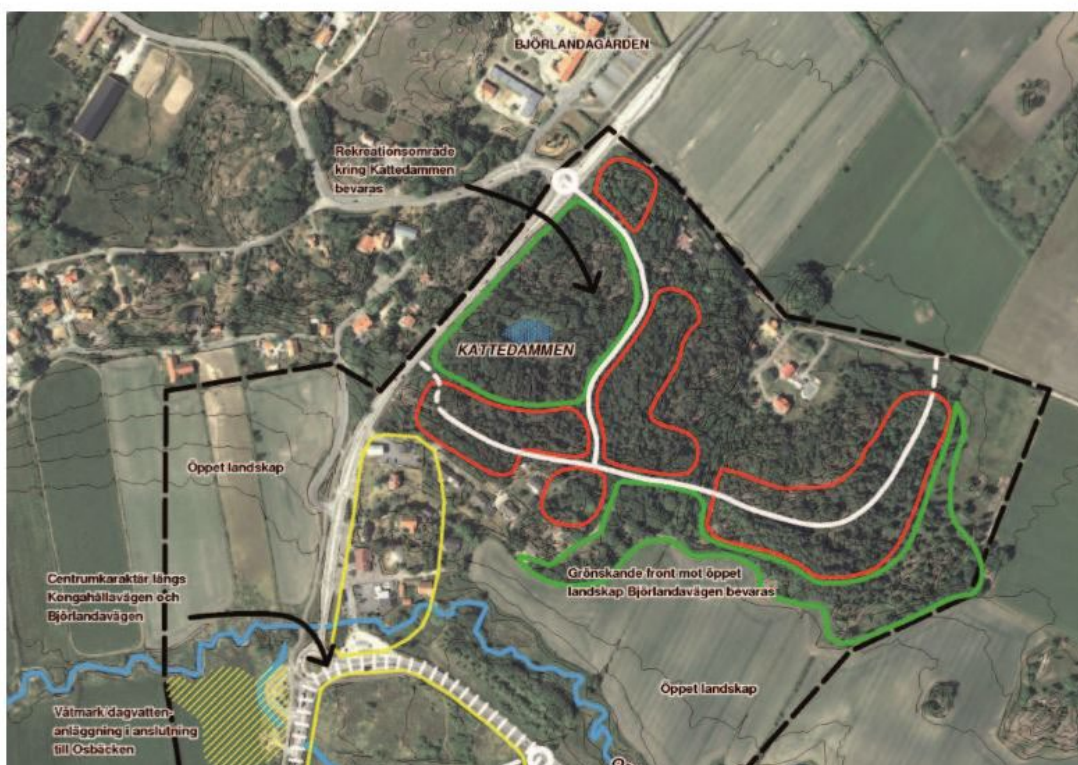 BJÖRLANDAGÅRDEN
Rekreationsområde
kring Kattedammen
bevaras
KATTEDAMMEN
Öppet landskap
Centrumkaraktär längs
Kongahällavägen och
Björlandavägen
Grönskande front mot öppet
landskap Björlandavägen bevaras
Öppet landskap
Våtmark/dagvatten-
anläggning i anslutning
till Osbäcken